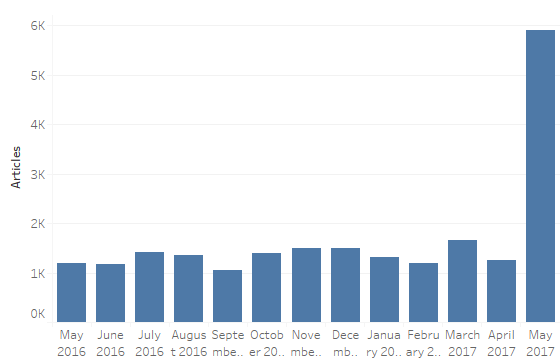 6K
5K
4K
3K
2K
1K
0K
Articles
May June July Augus Septe Octob Nove Dece Janua Febru March April May
2016 2016 2016 t 2016 mbe.. er 20.. mbe.. mb.. ry 20.. ary 2.. 2017 2017 2017